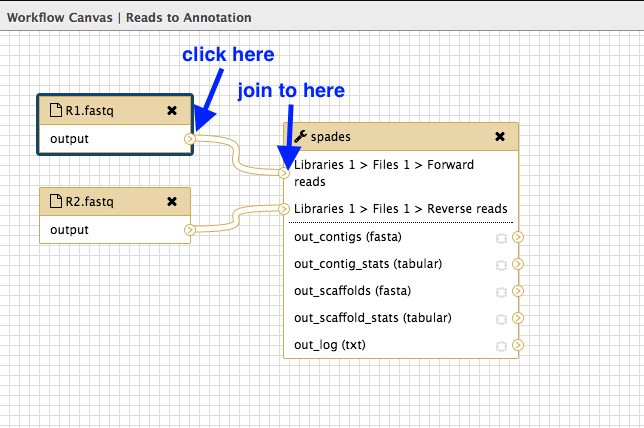 Workflow Canvas | Reads to Annotation
click here
join to here
R1.fastq
output
R2.fastq
output
spades
Libraries 1 > Files 1 > Forward
reads
Libraries 1 > Files 1 > Reverse reads
out_contigs (fasta)
out_contig_stats (tabular)
out_scaffolds (fasta)
out_scaffold_stats (tabular)
out_log (txt)